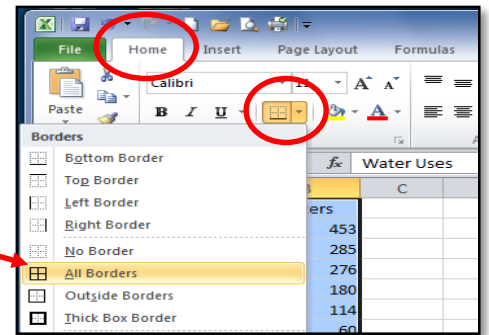 File Home Insert Page Layout Formulas
Calibri 11 A A
Paste B I U A
Borders
fx Water Uses
Bottom Border
Top Border C
Left Border ers
Right Border 453
No Border 285
All Borders 276
Outside Borders 180
Thick Box Border 114
60